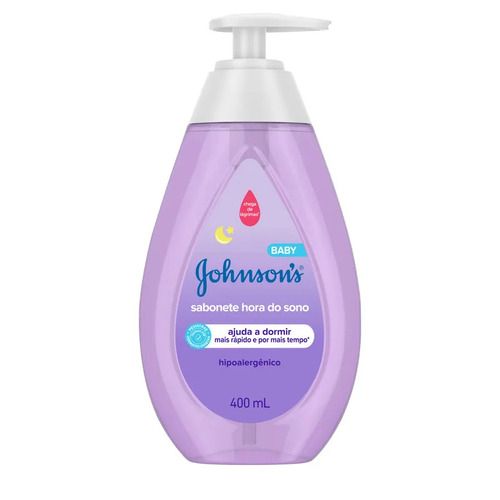 chega
de
lágrimas*
BABY
Johnson's®
sabonete hora do sono
ajuda a dormir
mais rápido e por mais tempo*
hipoalergênico
400 mL